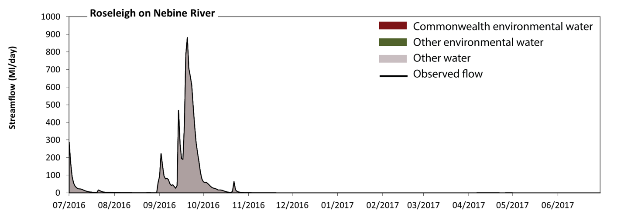 Roseleigh on Nebine River
Streamflow (Ml/day)
1000
900
800
700
600
500
400
300
200
100
0
Commonwealth environmental water
Other environmental water
Other water
Observed flow
07/2016 08/2016 09/2016 10/2016 11/2016 12/2016 01/2017 02/2017 03/2017 04/2017 05/2017 06/2017